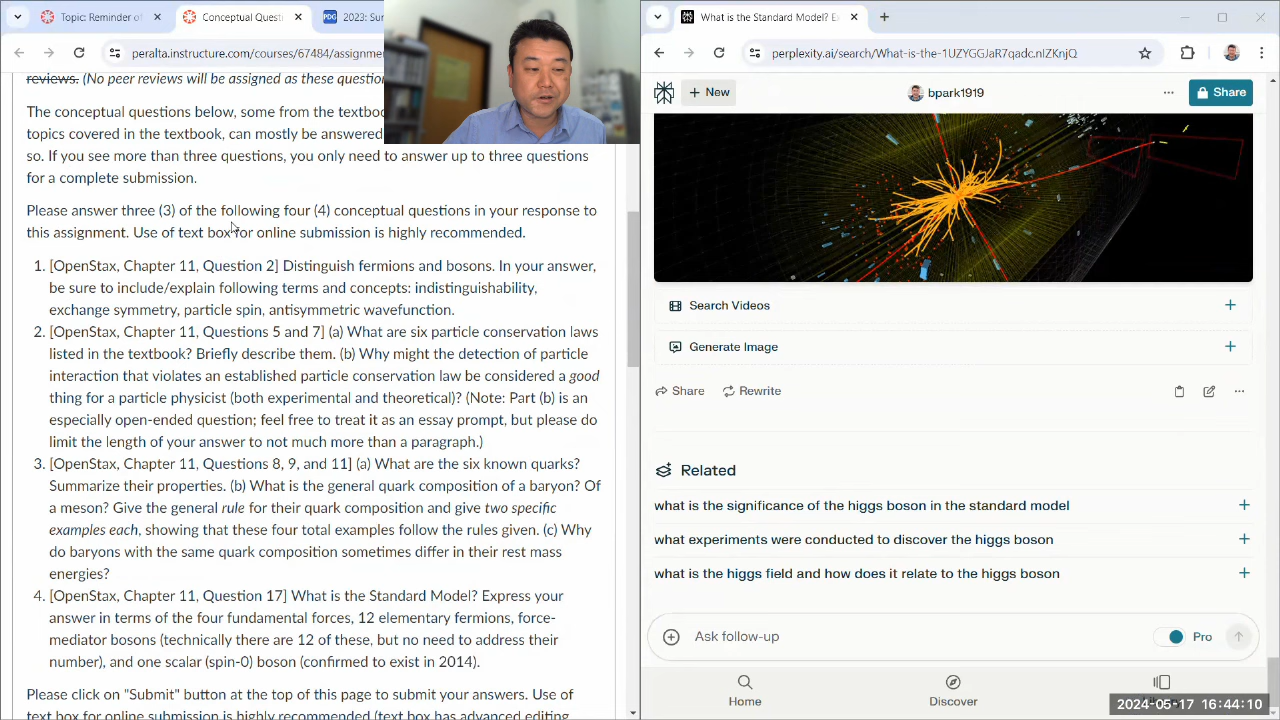 Topic: Reminder of
Conceptual Quest
PDG
2023: Sum
What is the Standard Model? E
peralta.instructure.com/courses/67484/assignme
perplexity.ai/search/What-is-the-1UZYGGJaR7qadc.nIZKnjQ
New
bpark1919
Share
reviews. (No peer reviews will be assigned as these question
The conceptual questions below, some from the textbo
topics covered in the textbook, can mostly be answered
so. If you see more than three questions, you only need to answer up to three questions
for a complete submission.
Please answer three (3) of the following four (4) conceptual questions in your response to
this assignment. Use of text box for online submission is highly recommended.
1. [OpenStax, Chapter 11, Question 2] Distinguish fermions and bosons. In your answer,
be sure to include/explain following terms and concepts: indistinguishability,
exchange symmetry, particle spin, antisymmetric wavefunction.
2. [OpenStax, Chapter 11, Questions 5 and 7] (a) What are six particle conservation laws
listed in the textbook? Briefly describe them. (b) Why might the detection of particle
interaction that violates an established particle conservation law be considered a good
thing for a particle physicist (both experimental and theoretical)? (Note: Part (b) is an
especially open-ended question; feel free to treat it as an essay prompt, but please do
limit the length of your answer to not much more than a paragraph.)
3. [OpenStax, Chapter 11, Questions 8, 9, and 11] (a) What are the six known quarks?
Summarize their properties. (b) What is the general quark composition of a baryon? Of
a meson? Give the general rule for their quark composition and give two specific
examples each, showing that these four total examples follow the rules given. (c) Why
do baryons with the same quark composition sometimes differ in their rest mass
energies?
4. [OpenStax, Chapter 11, Question 17] What is the Standard Model? Express your
answer in terms of the four fundamental forces, 12 elementary fermions, force-
mediator bosons (technically there are 12 of these, but no need to address their
number), and one scalar (spin-0) boson (confirmed to exist in 2014).
Please click on "Submit" button at the top of this page to submit your answers. Use of
text box for online submission is highly recommended (text box has advanced editing
Search Videos
Generate Image
Share
Rewrite
Related
what is the significance of the higgs boson in the standard model
what experiments were conducted to discover the higgs boson
what is the higgs field and how does it relate to the higgs boson
Ask follow-up
Pro
Home
Discover
2024-05-17 16:44:10